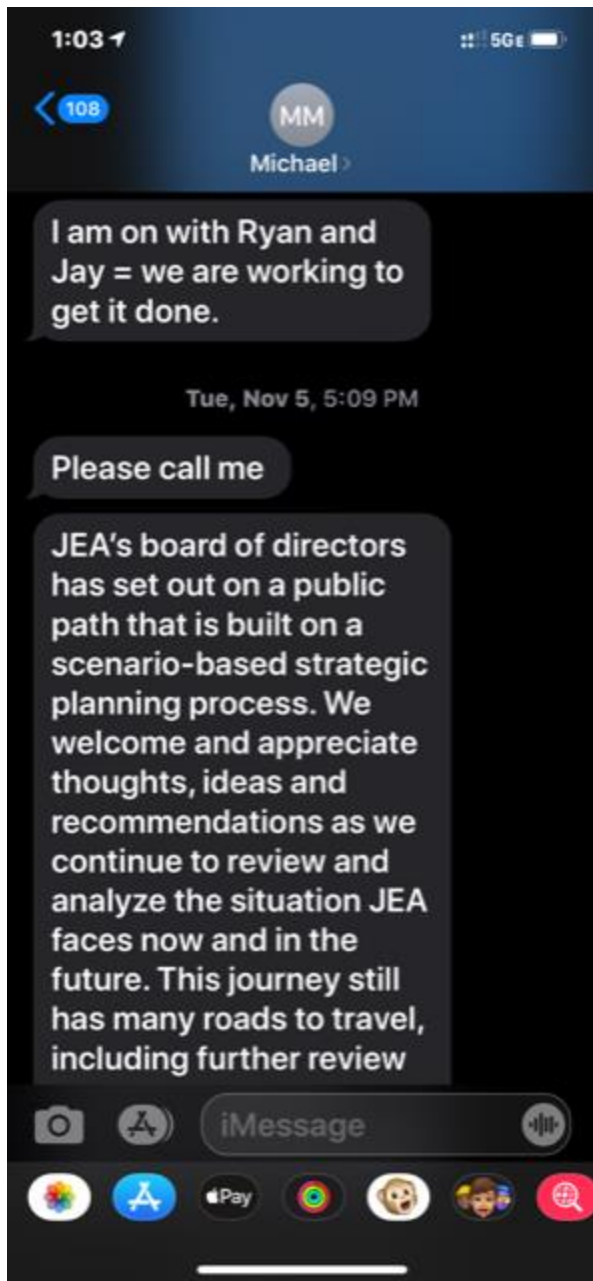 1:03
5GE
108
MM
Michael
I am on with Ryan and
Jay = we are working to
get it done.
Tue, Nov 5, 5:09 PM
Please call me
JEA's board of directors
has set out on a public
path that is built on a
scenario-based strategic
planning process. We
welcome and appreciate
thoughts, ideas and
recommendations as we
continue to review and
analyze the situation JEA
faces now and in the
future. This journey still
has many roads to travel,
including further review
iMessage
Pay